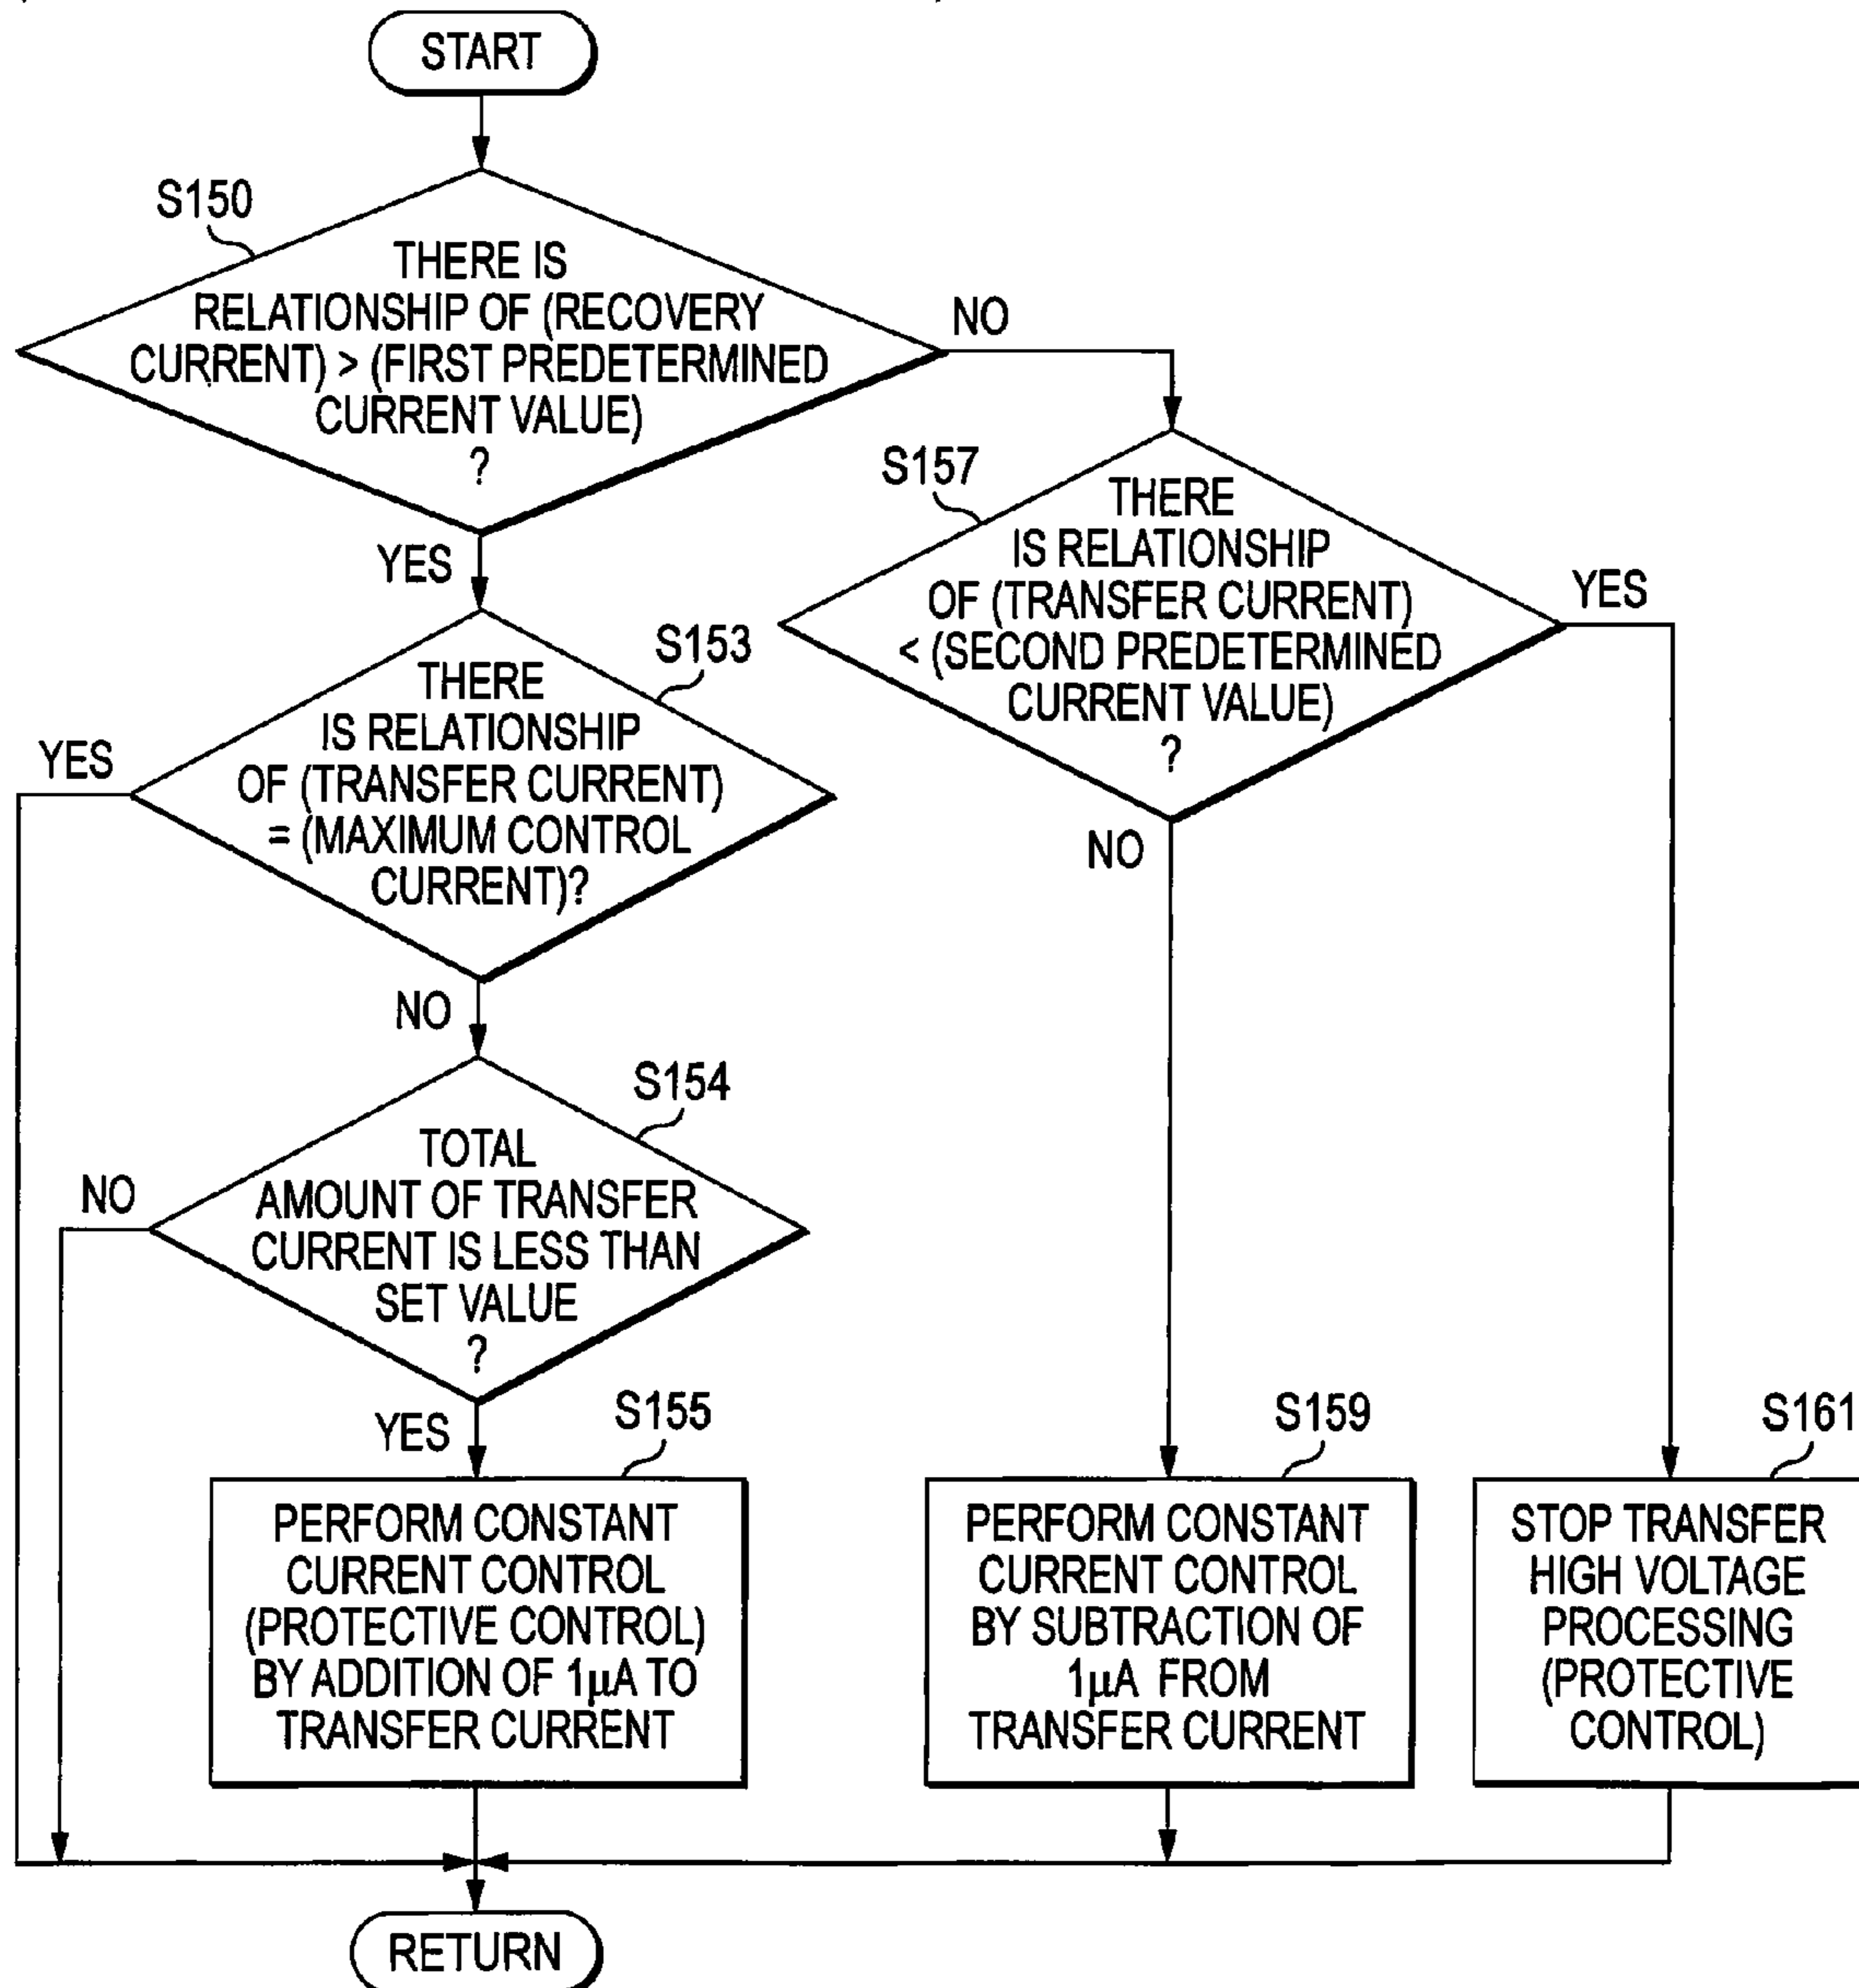 START
S150
THERE IS
RELATIONSHIP OF (RECOVERY
CURRENT) > (FIRST PREDETERMINED
CURRENT VALUE)
?
NO
YES
S157
THERE
IS RELATIONSHIP
OF (TRANSFER CURRENT)
< (SECOND PREDETERMINED
CURRENT VALUE)
?
YES
NO
S153
THERE
IS RELATIONSHIP
OF (TRANSFER CURRENT)
= (MAXIMUM CONTROL
CURRENT)?
YES
NO
S154
TOTAL
AMOUNT OF TRANSFER
CURRENT IS LESS THAN
SET VALUE
?
NO
YES
S155
PERFORM CONSTANT
CURRENT CONTROL
(PROTECTIVE CONTROL)
BY ADDITION OF 1μA TO
TRANSFER CURRENT
S159
PERFORM CONSTANT
CURRENT CONTROL
BY SUBTRACTION OF
1μA FROM
TRANSFER CURRENT
S161
STOP TRANSFER
HIGH VOLTAGE
PROCESSING
(PROTECTIVE
CONTROL)
RETURN